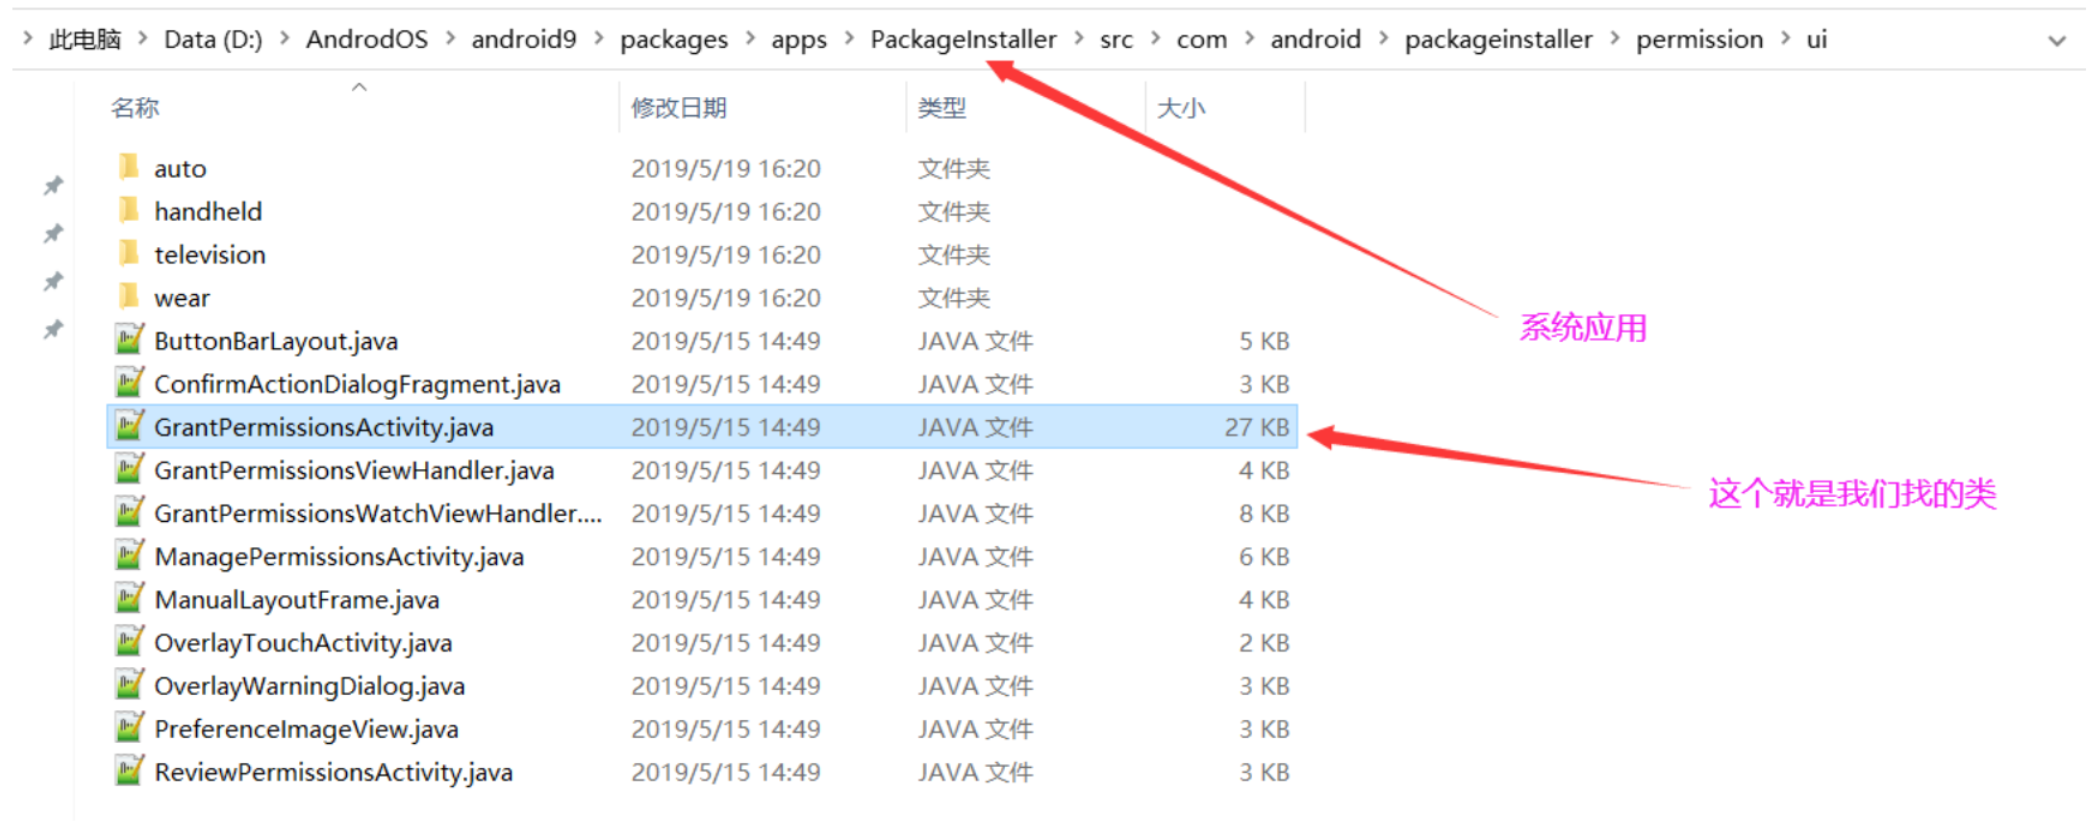 > 此电脑 > Data (D:) > AndrodOS > android9 > packages > apps > PackageInstaller > src > com > android > packageinstaller > permission > ui
名称 修改日期 类型 大小
auto 2019/5/19 16:20 文件夹
handheld 2019/5/19 16:20 文件夹
television 2019/5/19 16:20 文件夹
wear 2019/5/19 16:20 文件夹
系统应用
ButtonBarLayout.java 2019/5/15 14:49 JAVA 文件 5 KB
ConfirmActionDialogFragment.java 2019/5/15 14:49 JAVA 文件 3 KB
GrantPermissionsActivity.java 2019/5/15 14:49 JAVA 文件 27 KB
GrantPermissionsViewHandler.java 2019/5/15 14:49 JAVA 文件 4 KB
这个就是我们找的类
GrantPermissionsWatchViewHandler.... 2019/5/15 14:49 JAVA 文件 8 KB
ManagePermissionsActivity.java 2019/5/15 14:49 JAVA 文件 6 KB
ManualLayoutFrame.java 2019/5/15 14:49 JAVA 文件 4 KB
OverlayTouchActivity.java 2019/5/15 14:49 JAVA 文件 2 KB
OverlayWarningDialog.java 2019/5/15 14:49 JAVA 文件 3 KB
PreferenceImageView.java 2019/5/15 14:49 JAVA 文件 3 KB
ReviewPermissionsActivity.java 2019/5/15 14:49 JAVA 文件 3 KB